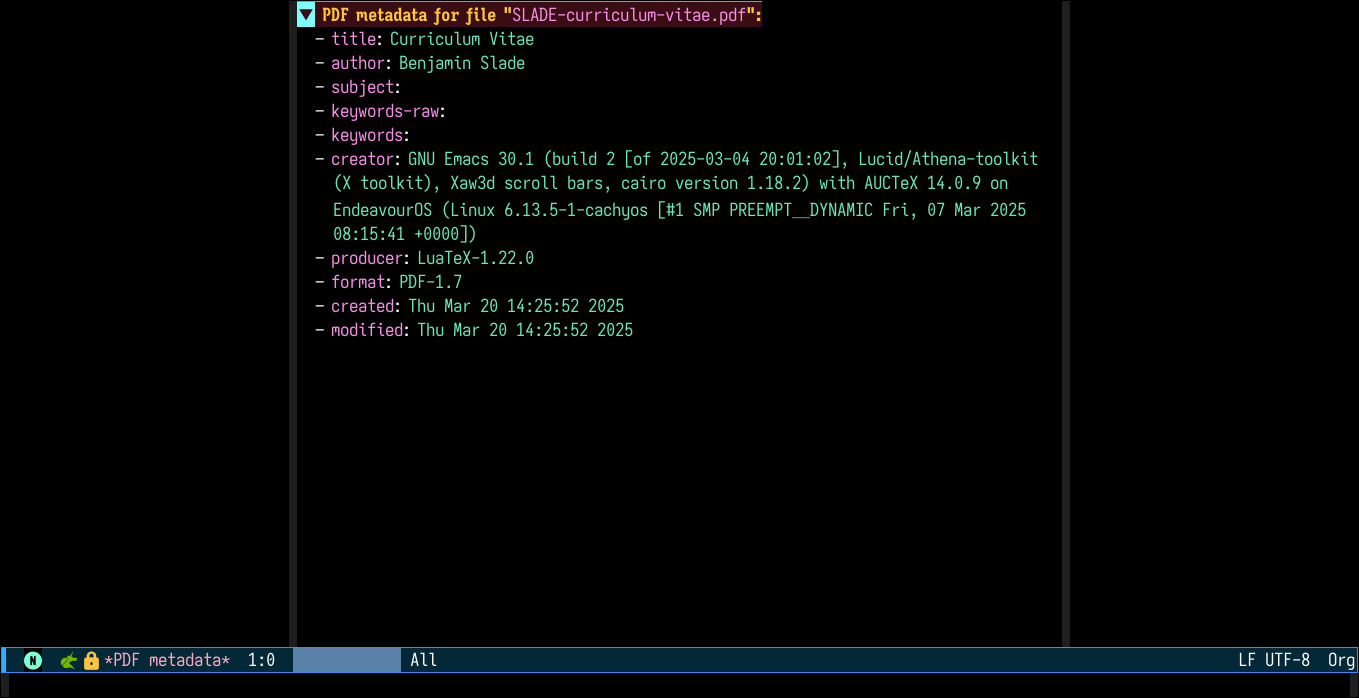 ▼ PDF metadata for file "SLADE-curriculum-vitae.pdf":
- title: Curriculum Vitae
- author: Benjamin Slade
- subject:
- keywords-raw:
- keywords:
- creator: GNU Emacs 30.1 (build 2 [of 2025-03-04 20:01:02], Lucid/Athena-toolkit
(X toolkit), Xaw3d scroll bars, cairo version 1.18.2) with AUCTeX 14.0.9 on
EndeavourOS (Linux 6.13.5-1-cachyos [#1 SMP PREEMPT__DYNAMIC Fri, 07 Mar 2025
08:15:41 +0000])
- producer: LuaTeX-1.22.0
- format: PDF-1.7
- created: Thu Mar 20 14:25:52 2025
- modified: Thu Mar 20 14:25:52 2025
N *PDF metadata* 1:0 All LF UTF-8 Org